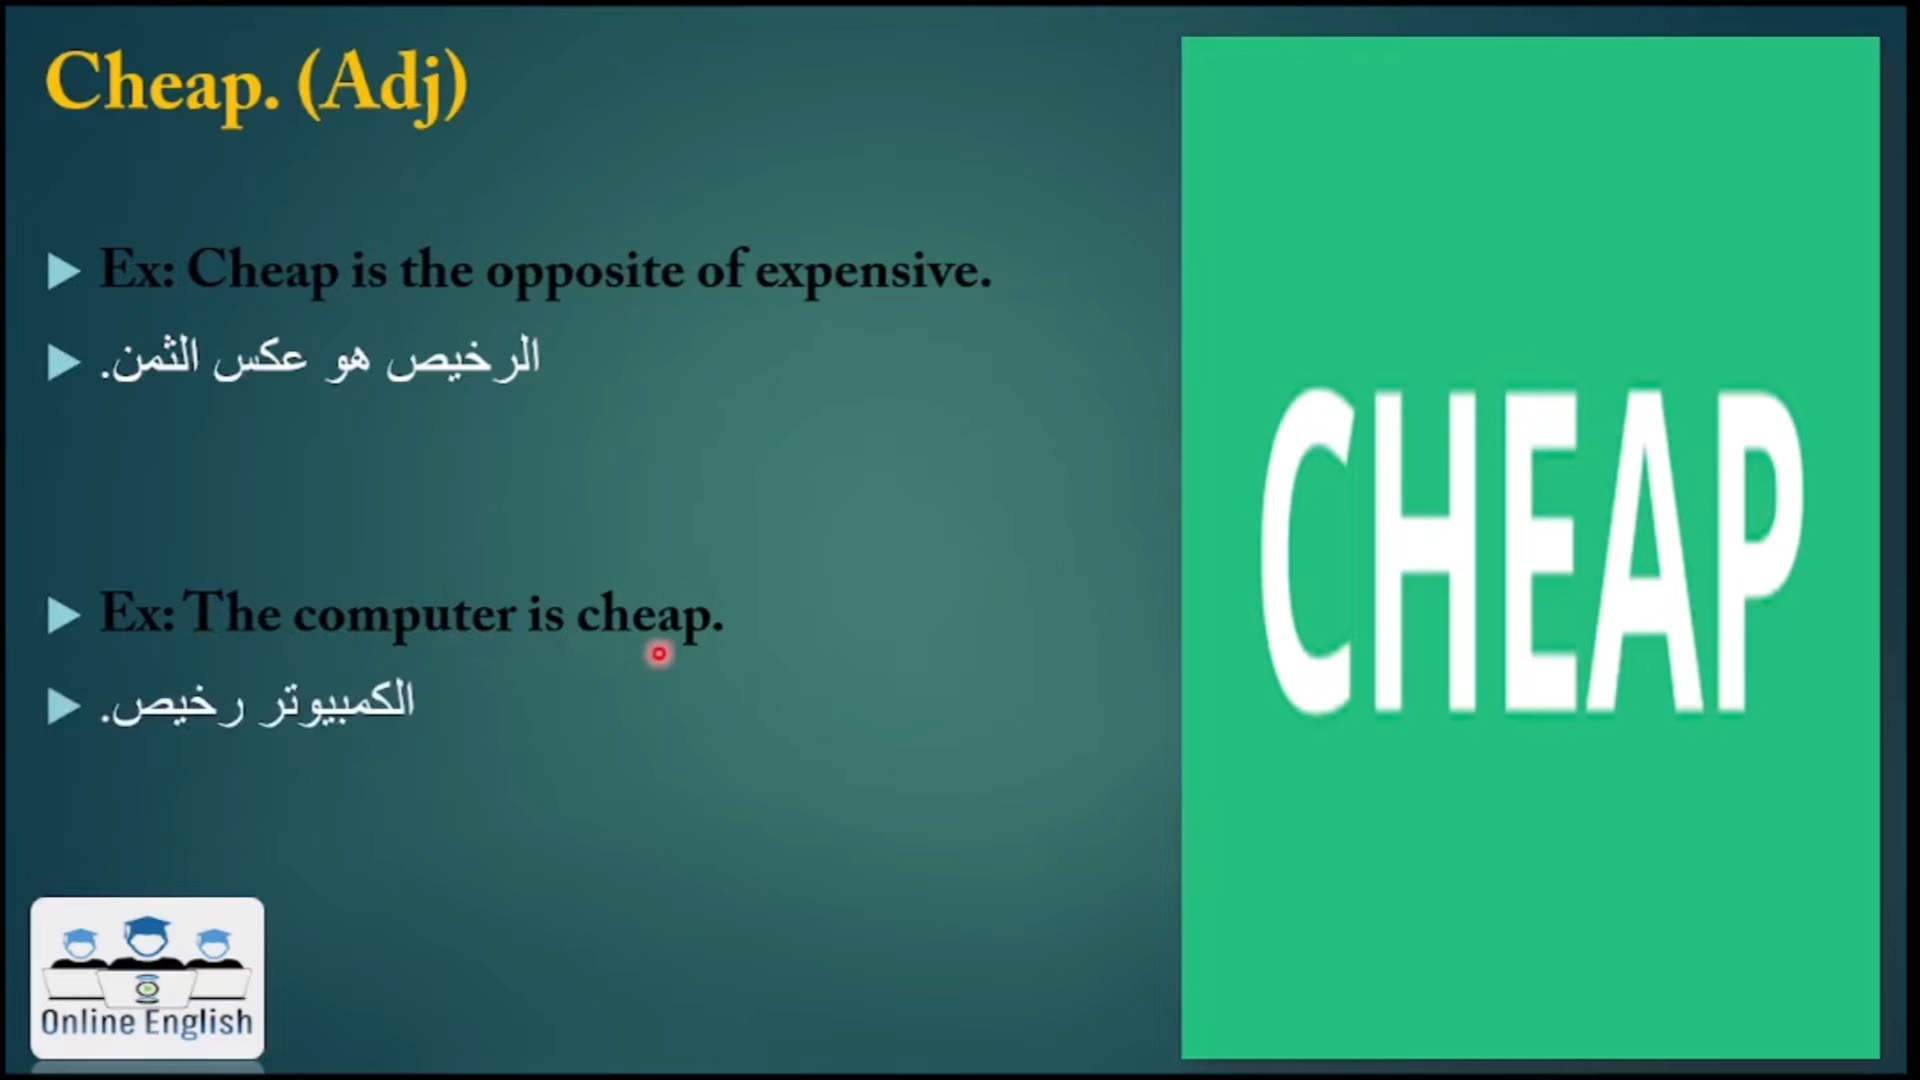 Cheap. (Adj)
Ex: Cheap is the opposite of expensive.
الرخيص هو عكس الثمن.
Ex: The computer is cheap.
الكمبيوتر رخيص.
CHEAP
Online English